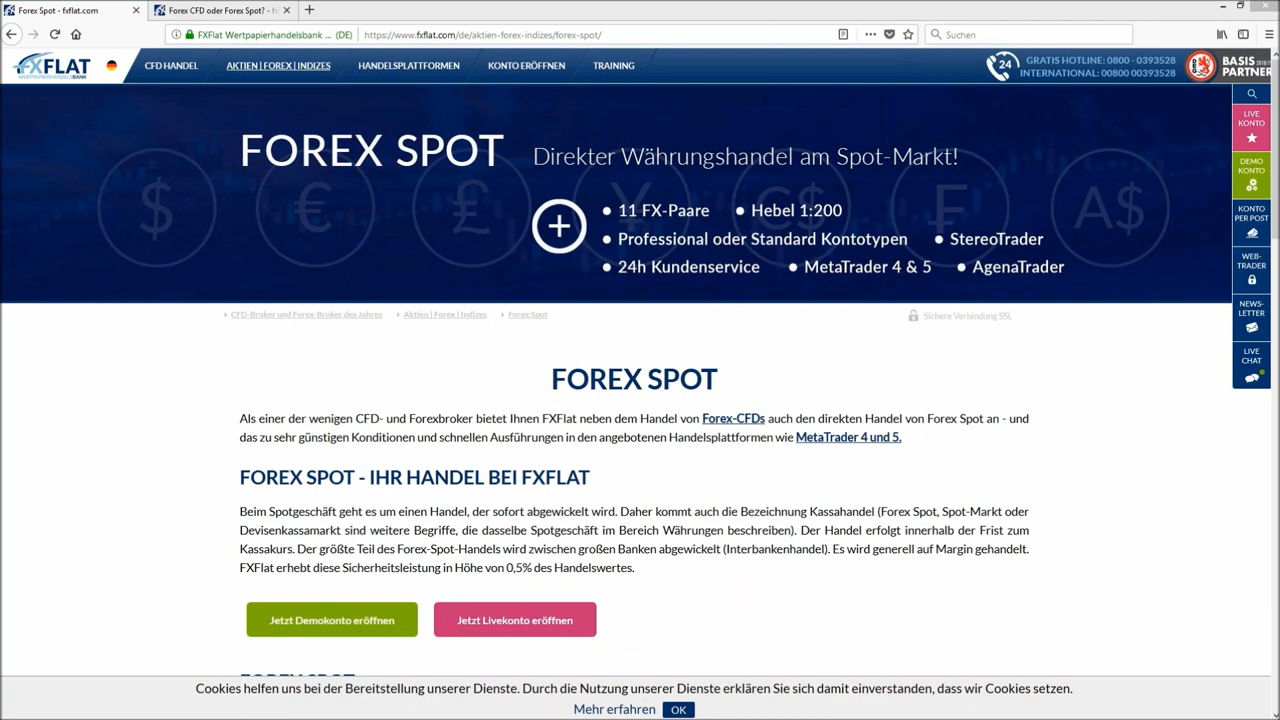 Forex Spot - fxflat.com
Forex CFD oder Forex Spot? - fx
FXFlat Wertpapierhandelsbank ... (DE)
https://www.fxflat.com/de/aktien-forex-indizes/forex-spot/
Suchen
FXFLAT
WERTPAPIERHANDELSBANK
CFD HANDEL
AKTIEN | FOREX | INDIZES
HANDELSPLATTFORMEN
KONTO ERÖFFNEN
TRAINING
24
GRATIS HOTLINE: 0800 - 0393528
INTERNATIONAL: 00800 00393528
BASIS
PARTNER
FOREX SPOT
Direkter Währungshandel am Spot-Markt!
$ € £ ¥ C$ ₣ A$
• 11 FX-Paare • Hebel 1:200
• Professional oder Standard Kontotypen • StereoTrader
• 24h Kundenservice • MetaTrader 4 & 5 • AgenaTrader
LIVE
KONTO
DEMO
KONTO
KONTO
PER POST
WEB-
TRADER
NEWS-
LETTER
LIVE
CHAT
CFD-Broker und Forex-Broker des Jahres
Aktien | Forex | Indizes
Forex Spot
Sichere Verbindung SSL
FOREX SPOT
Als einer der wenigen CFD- und Forexbroker bietet Ihnen FXFlat neben dem Handel von Forex-CFDs auch den direkten Handel von Forex Spot an - und
das zu sehr günstigen Konditionen und schnellen Ausführungen in den angebotenen Handelsplattformen wie MetaTrader 4 und 5.
FOREX SPOT - IHR HANDEL BEI FXFLAT
Beim Spotgeschäft geht es um einen Handel, der sofort abgewickelt wird. Daher kommt auch die Bezeichnung Kassahandel (Forex Spot, Spot-Markt oder
Devisenkassamarkt sind weitere Begriffe, die dasselbe Spotgeschäft im Bereich Währungen beschreiben). Der Handel erfolgt innerhalb der Frist zum
Kassakurs. Der größte Teil des Forex-Spot-Handels wird zwischen großen Banken abgewickelt (Interbankenhandel). Es wird generell auf Margin gehandelt.
FXFlat erhebt diese Sicherheitsleistung in Höhe von 0,5% des Handelswertes.
Jetzt Demokonto eröffnen
Jetzt Livekonto eröffnen
Cookies helfen uns bei der Bereitstellung unserer Dienste. Durch die Nutzung unserer Dienste erklären Sie sich damit einverstanden, dass wir Cookies setzen.
Mehr erfahren OK